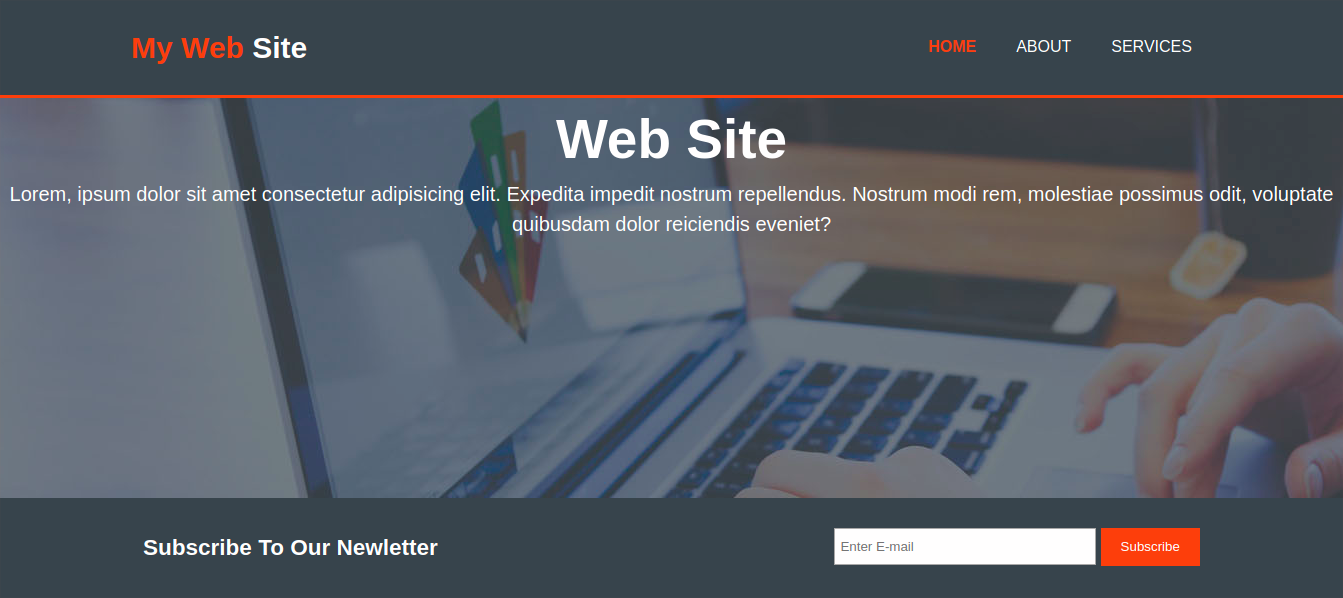 My Web Site
HOME ABOUT SERVICES
Web Site
Lorem, ipsum dolor sit amet consectetur adipisicing elit. Expedita impedit nostrum repellendus. Nostrum modi rem, molestiae possimus odit, voluptate
quibusdam dolor reiciendis eveniet?
Subscribe To Our Newletter
Enter E-mail
Subscribe